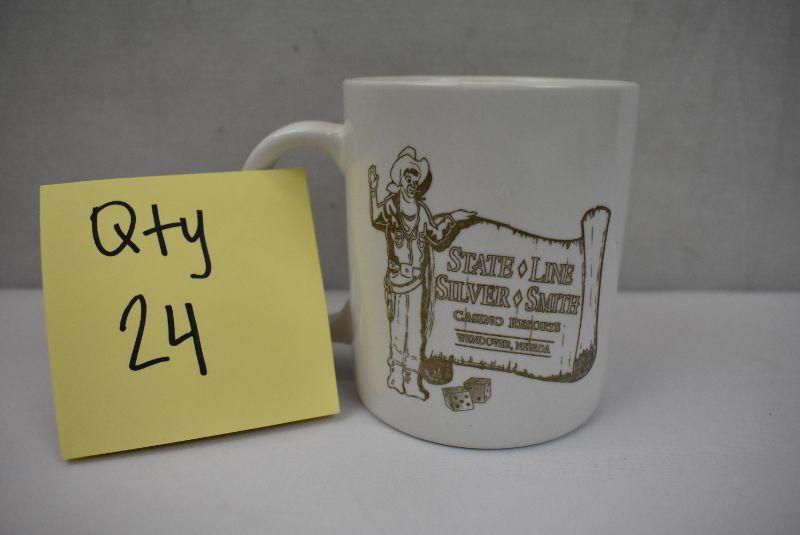 Qty
24
STATE ◊ LINE
SILVER ◊ SMITH
CASINO RESORTS
WENDOVER, NEVADA